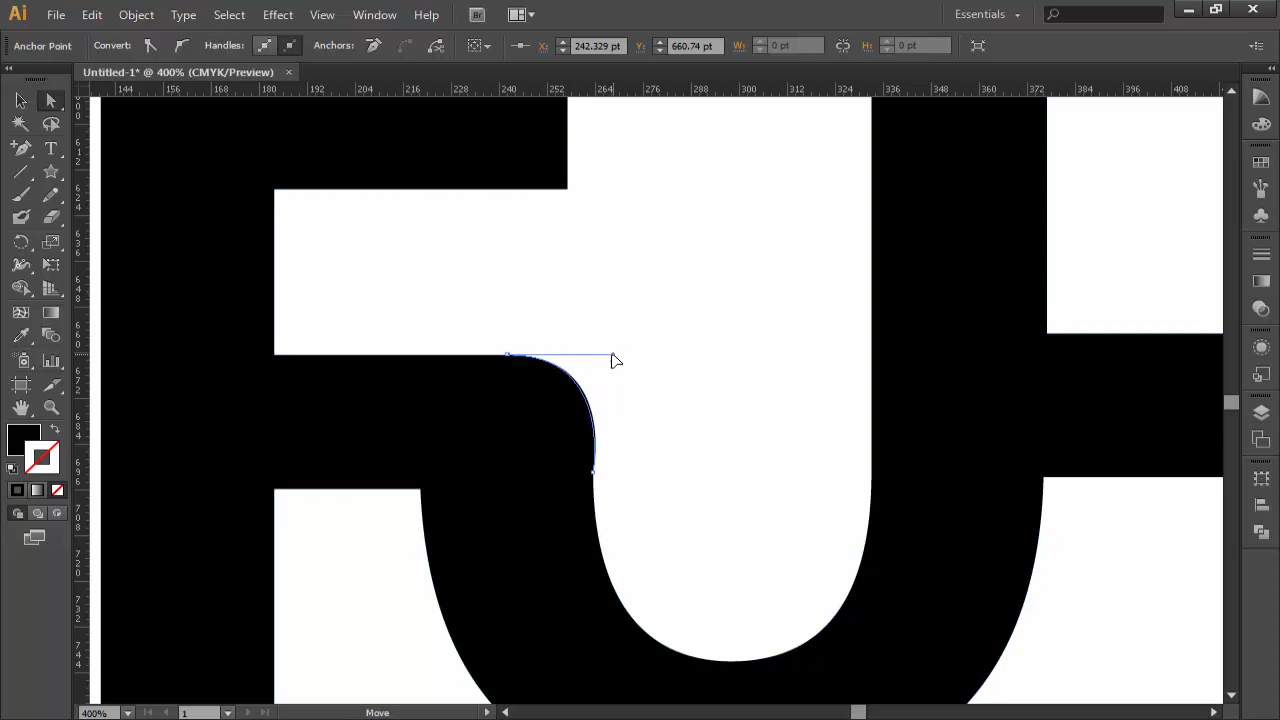 Ai File Edit Object Type Select Effect View Window Help Br Essentials
Anchor Point Convert: Handles: Anchors: X: 242.329 pt Y: 660.74 pt W: 0 pt H: 0 pt
Untitled-1* @ 400% (CMYK/Preview) ×
144 156 168 180 192 204 216 228 240 252 264 276 288 300 312 324 336 348 360 372 384 396 408
400% 1 Move